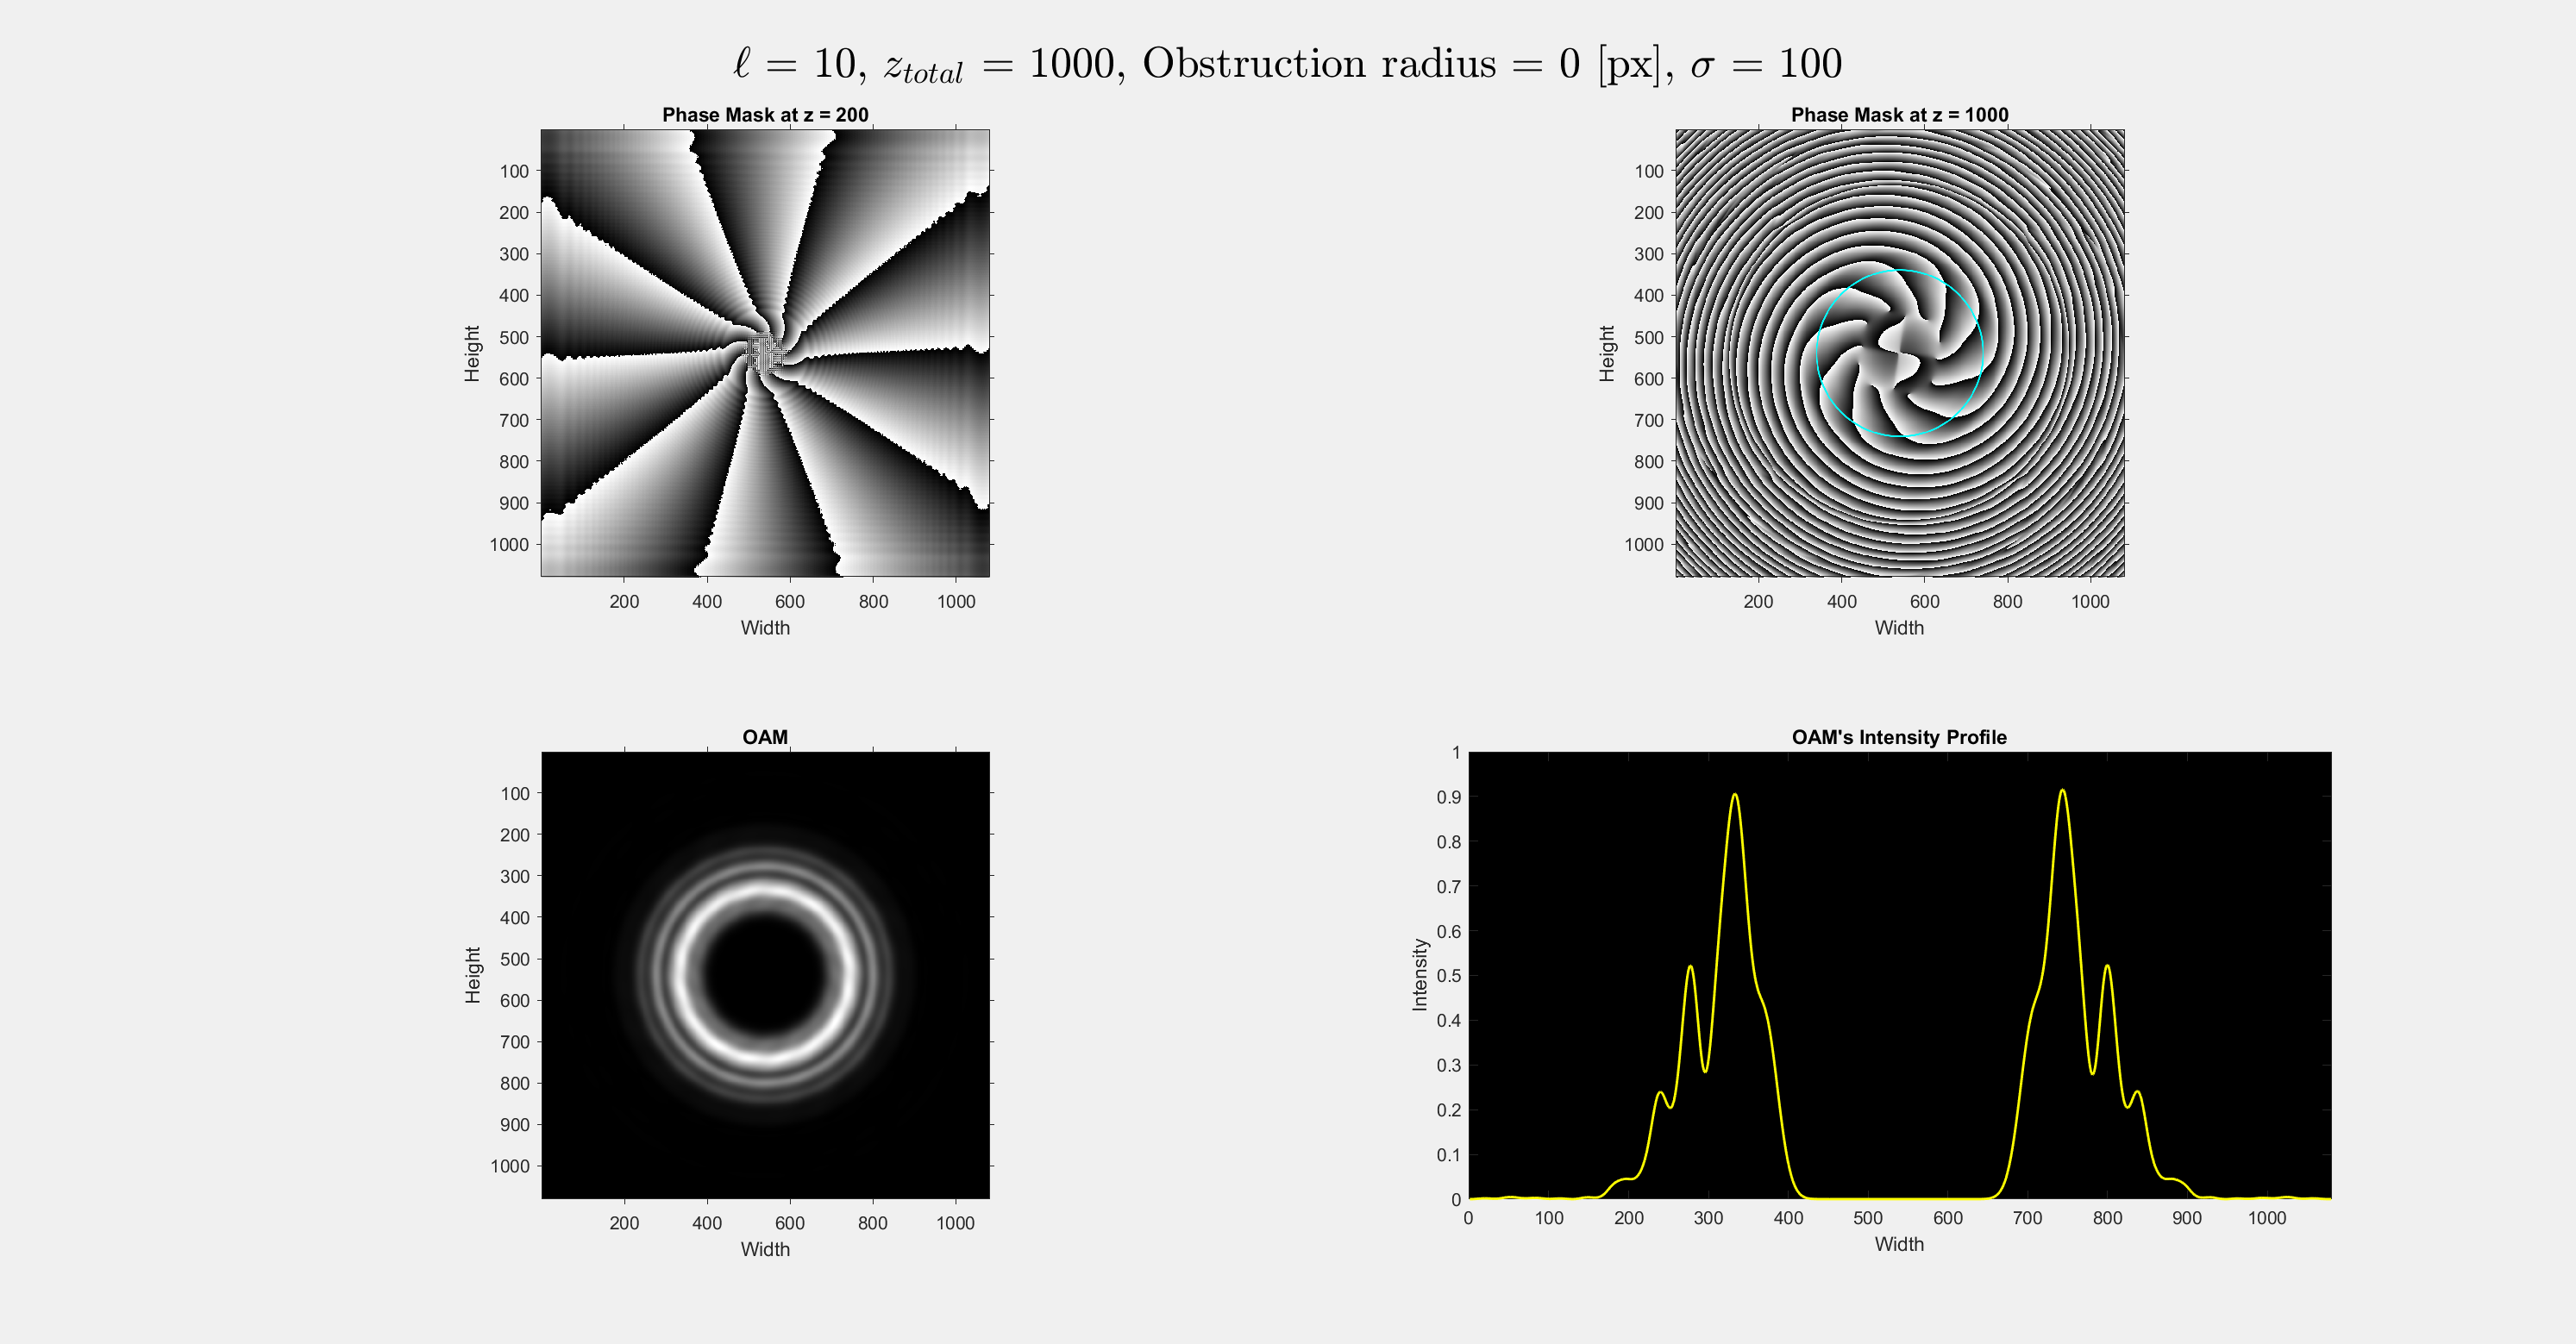 ℓ = 10, z_total = 1000, Obstruction radius = 0 [px], σ = 100
Phase Mask at z = 200
100
200
300
400
500
600
700
800
900
1000
Height
200 400 600 800 1000
Width
Phase Mask at z = 1000
100
200
300
400
500
600
700
800
900
1000
Height
200 400 600 800 1000
Width
OAM
100
200
300
400
500
600
700
800
900
1000
Height
200 400 600 800 1000
Width
OAM's Intensity Profile
1
0.9
0.8
0.7
0.6
0.5
0.4
0.3
0.2
0.1
0
Intensity
0 100 200 300 400 500 600 700 800 900 1000
Width